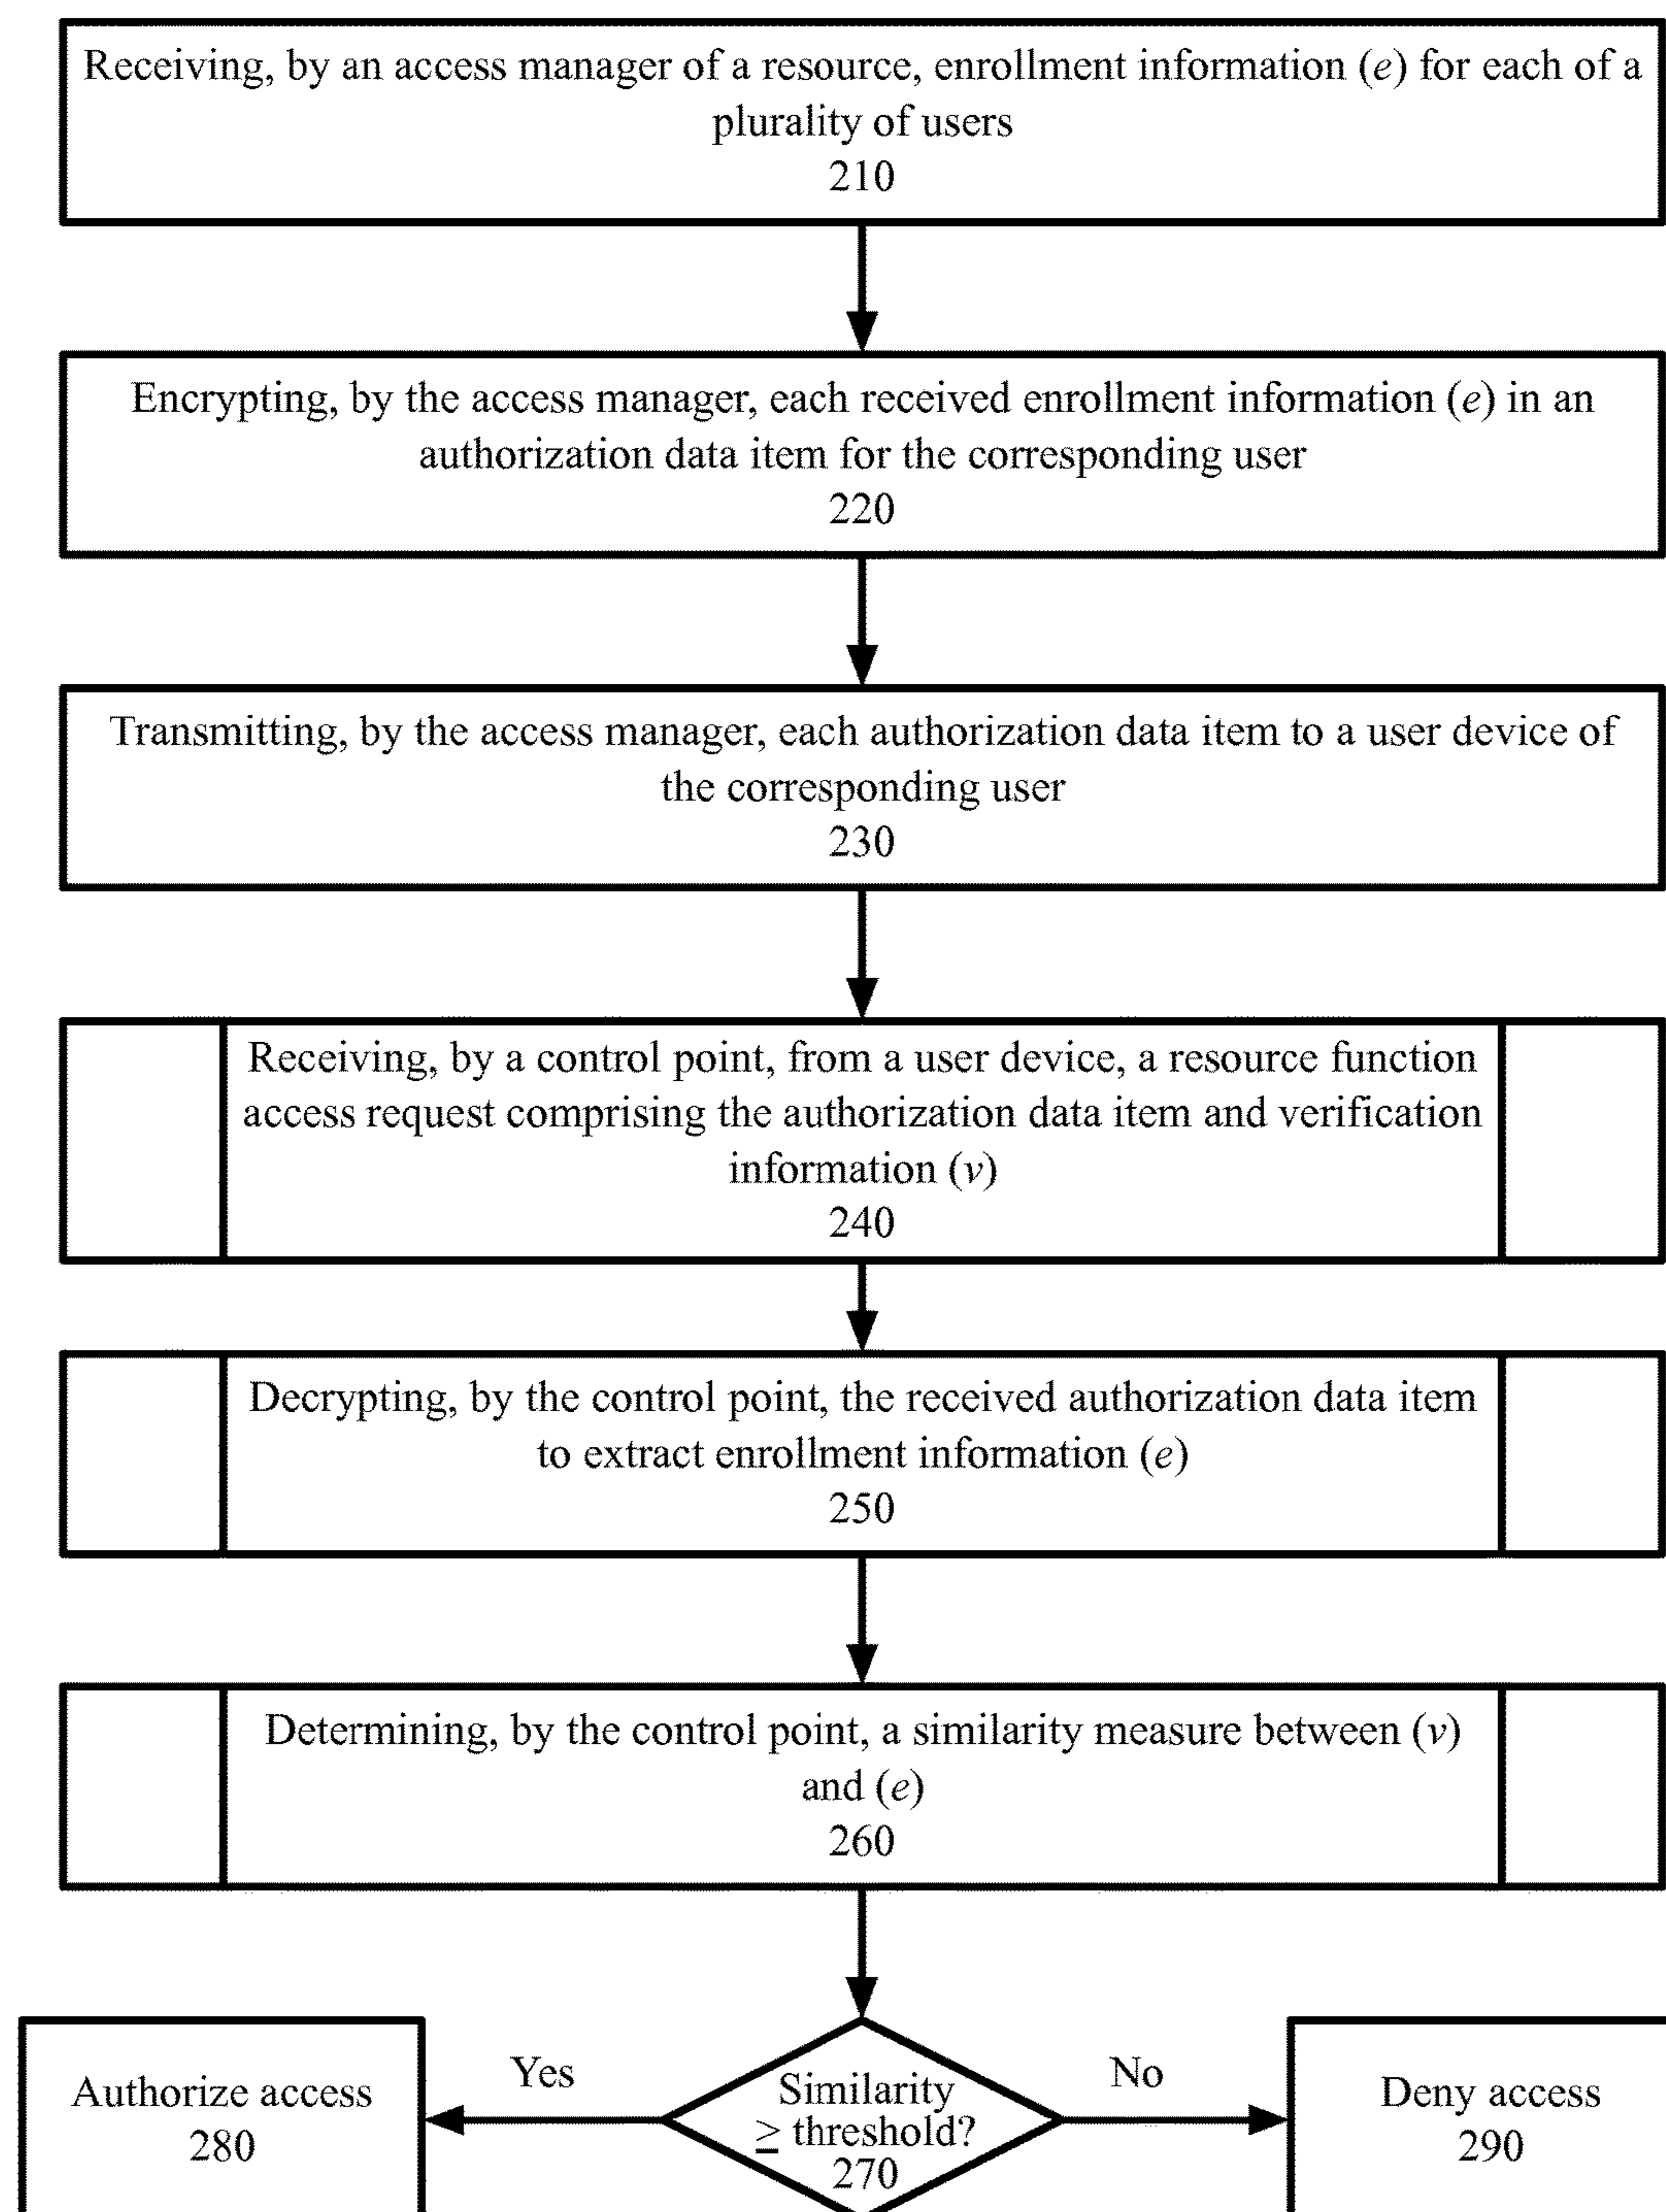 Receiving, by an access manager of a resource, enrollment information (e) for each of a
plurality of users
210
Encrypting, by the access manager, each received enrollment information (e) in an
authorization data item for the corresponding user
220
Transmitting, by the access manager, each authorization data item to a user device of
the corresponding user
230
Receiving, by a control point, from a user device, a resource function
access request comprising the authorization data item and verification
information (v)
240
Decrypting, by the control point, the received authorization data item
to extract enrollment information (e)
250
Determining, by the control point, a similarity measure between (v)
and (e)
260
Authorize access
280
Yes
Similarity
≥ threshold?
270
No
Deny access
290